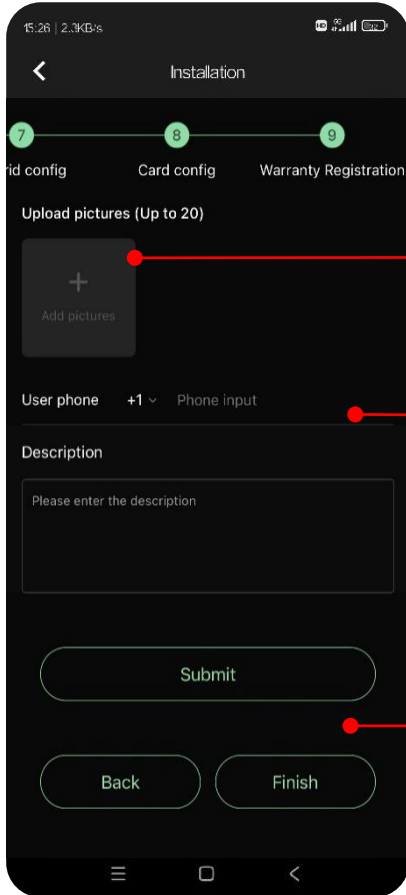 15:26 | 2.3KB/s
Installation
7 8 9
rid config Card config Warranty Registration
Upload pictures (Up to 20)
+
Add pictures
User phone +1 Phone input
Description
Please enter the description
Submit
Back Finish